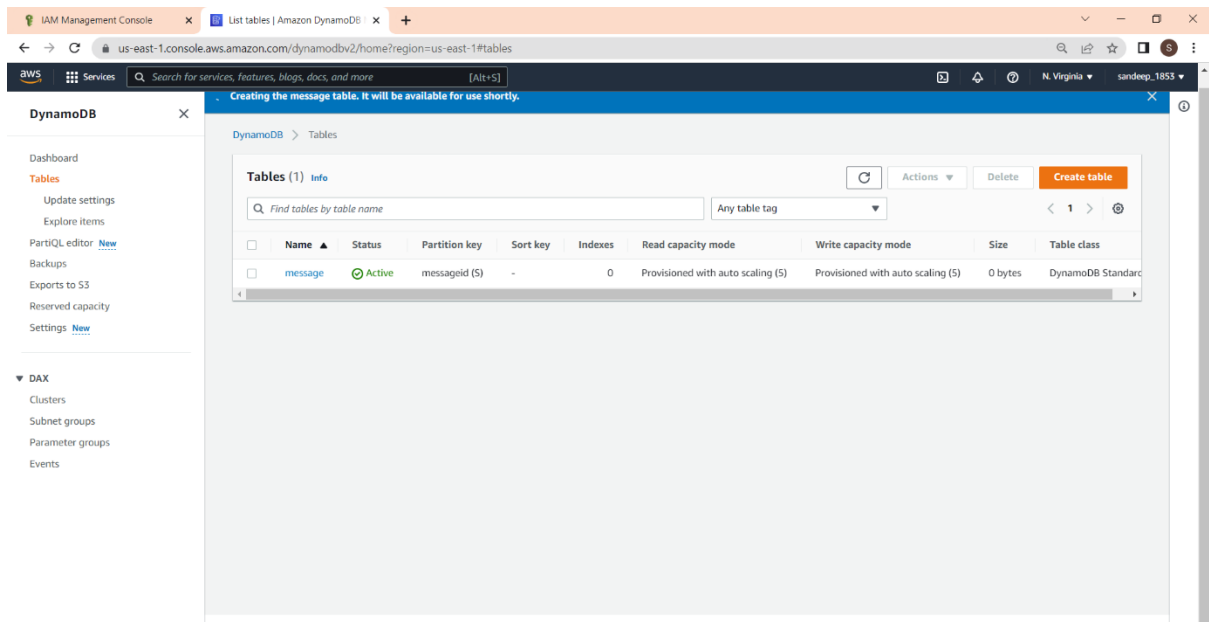 IAM Management Console
List tables | Amazon DynamoDB
us-east-1.console.aws.amazon.com/dynamodbv2/home?region=us-east-1#tables
S
aws
Services
Search for services, features, blogs, docs, and more
[Alt+S]
N. Virginia
sandeep_1853
DynamoDB
Creating the message table. It will be available for use shortly.
DynamoDB > Tables
Dashboard
Tables
Update settings
Explore items
PartiQL editor New
Backups
Exports to S3
Reserved capacity
Settings New
DAX
Clusters
Subnet groups
Parameter groups
Events
Tables (1) Info
Actions
Delete
Create table
Find tables by table name
Any table tag
1
Name Status Partition key Sort key Indexes Read capacity mode Write capacity mode Size Table class
message Active messageid (S) - 0 Provisioned with auto scaling (5) Provisioned with auto scaling (5) 0 bytes DynamoDB Standard